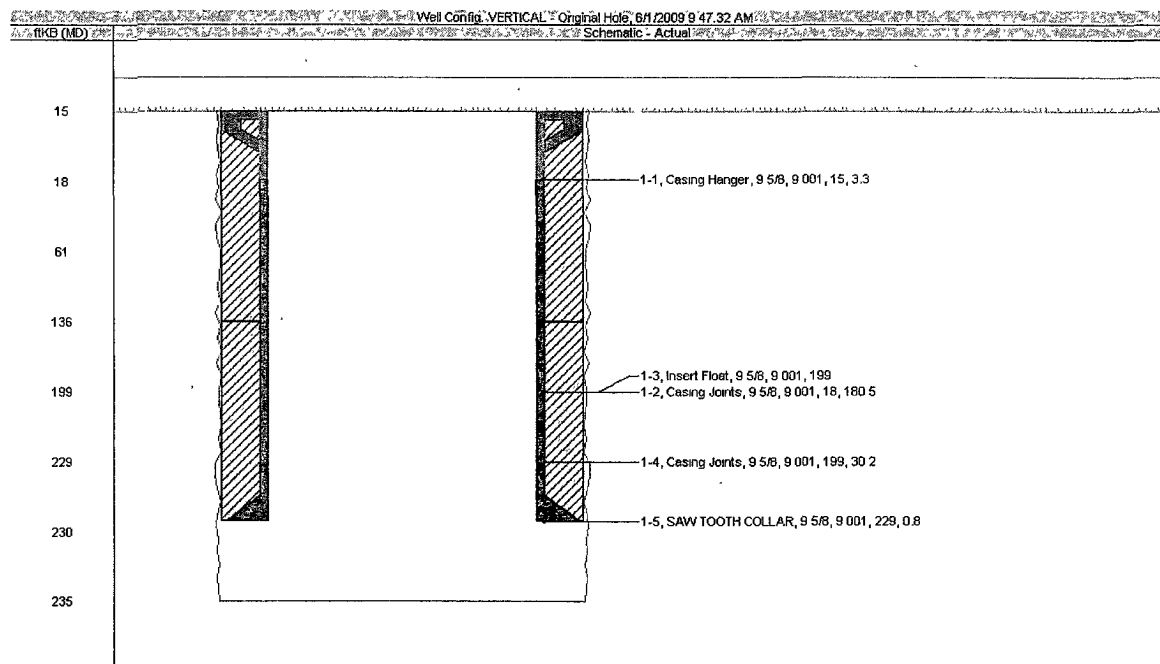 Well Config: VERTICAL - Original Hole, 6/1/2009 9 47.32 AM
ftKB (MD)
Schematic - Actual
15
18
1-1, Casing Hanger, 9 5/8, 9 001, 15, 3.3
61
136
1-3, Insert Float, 9 5/8, 9 001, 199
199
1-2, Casing Joints, 9 5/8, 9 001, 18, 180 5
229
1-4, Casing Joints, 9 5/8, 9 001, 199, 30 2
1-5, SAW TOOTH COLLAR, 9 5/8, 9 001, 229, 0.8
230
235